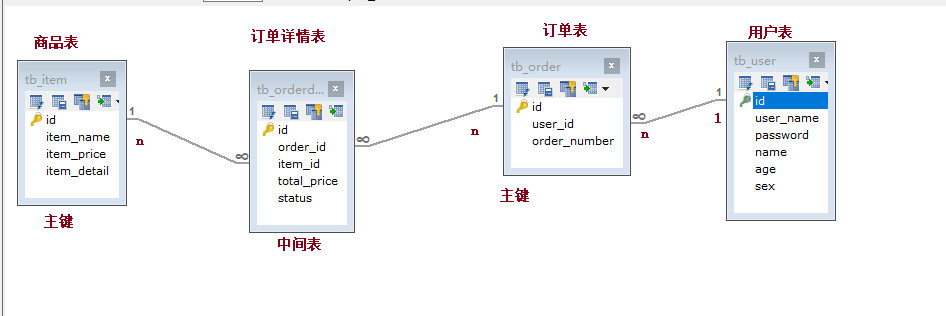 商品表
订单详情表
订单表
用户表
tb_item
id
item_name
item_price
item_detail
1
n
主键
tb_orderd...
id
order_id
item_id
total_price
status
∞
∞
中间表
tb_order
id
user_id
order_number
1
n
∞
n
主键
tb_user
id
user_name
password
name
age
sex
1
1